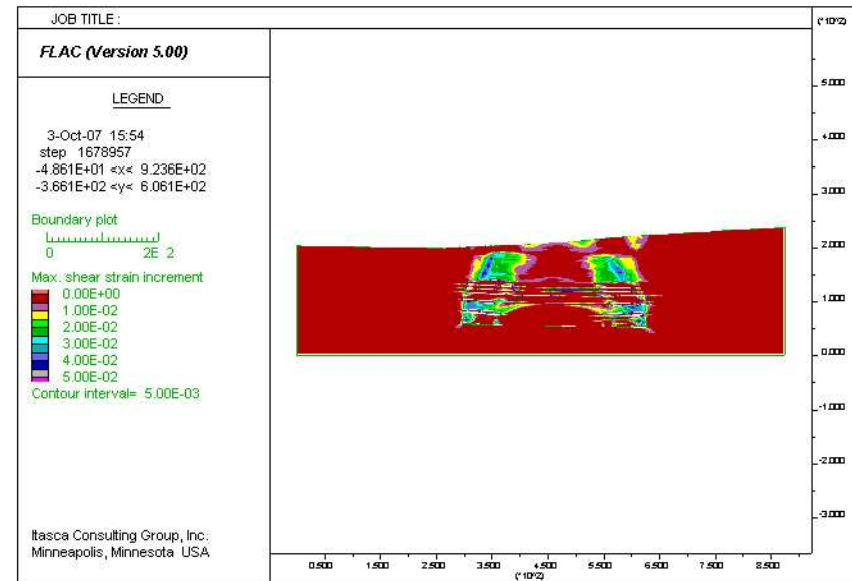 JOB TITLE :
FLAC (Version 5.00)
LEGEND
3-Oct-07 15:54
step 1678957
-4.861E+01 <x< 9.236E+02
-3.661E+02 <y< 6.061E+02
Boundary plot
0 2E 2
Max. shear strain increment
0.00E+00
1.00E-02
2.00E-02
3.00E-02
4.00E-02
5.00E-02
Contour interval= 5.00E-03
Itasca Consulting Group, Inc.
Minneapolis, Minnesota USA
(*10^2)
5.000
4.000
3.000
2.000
1.000
0.000
-1.000
-2.000
-3.000
0.500 1.500 2.500 3.500 4.500 5.500 6.500 7.500 8.500
(*10^2)